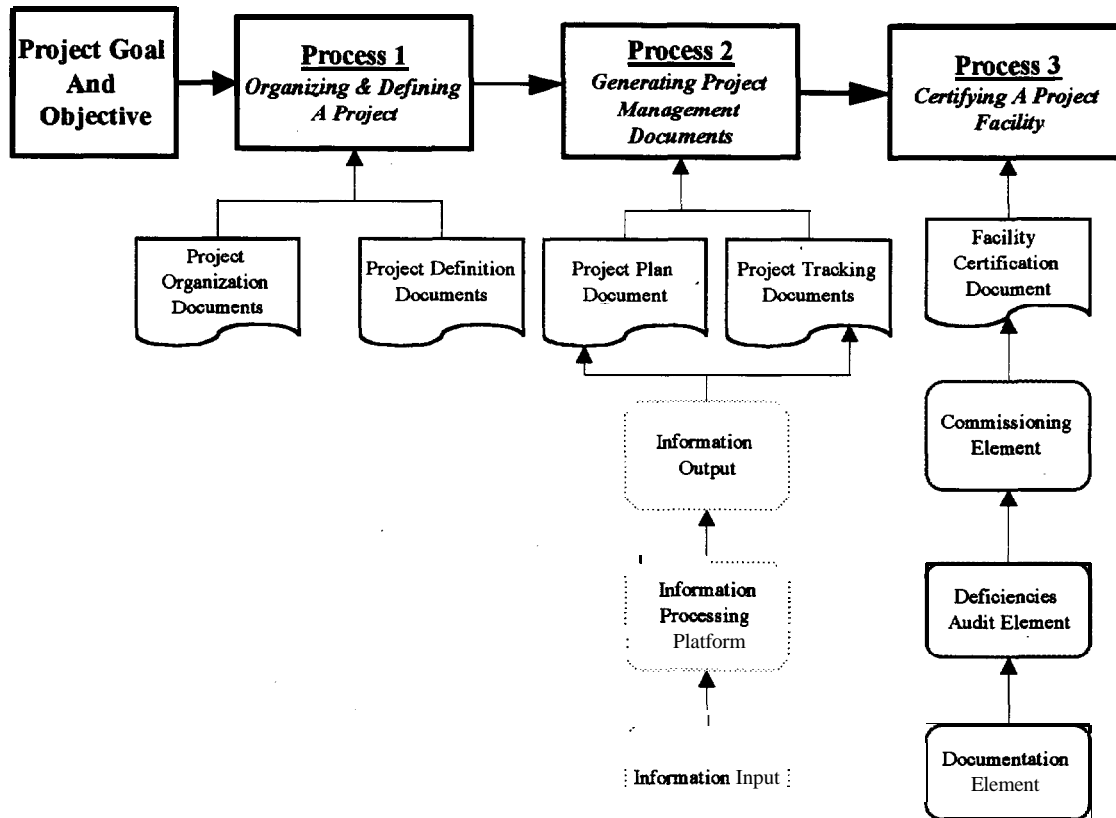 Project Goal
And
Objective
Process 1
Organizing & Defining
A Project
Process 2
Generating Project
Management
Documents
Process 3
Certifying A Project
Facility
Project
Organization
Documents
Project Definition
Documents
Project Plan
Document
Project Tracking
Documents
Facility
Certification
Document
Information
Output
Commissioning
Element
Information
Processing
Platform
Deficiencies
Audit Element
Information Input
Documentation
Element